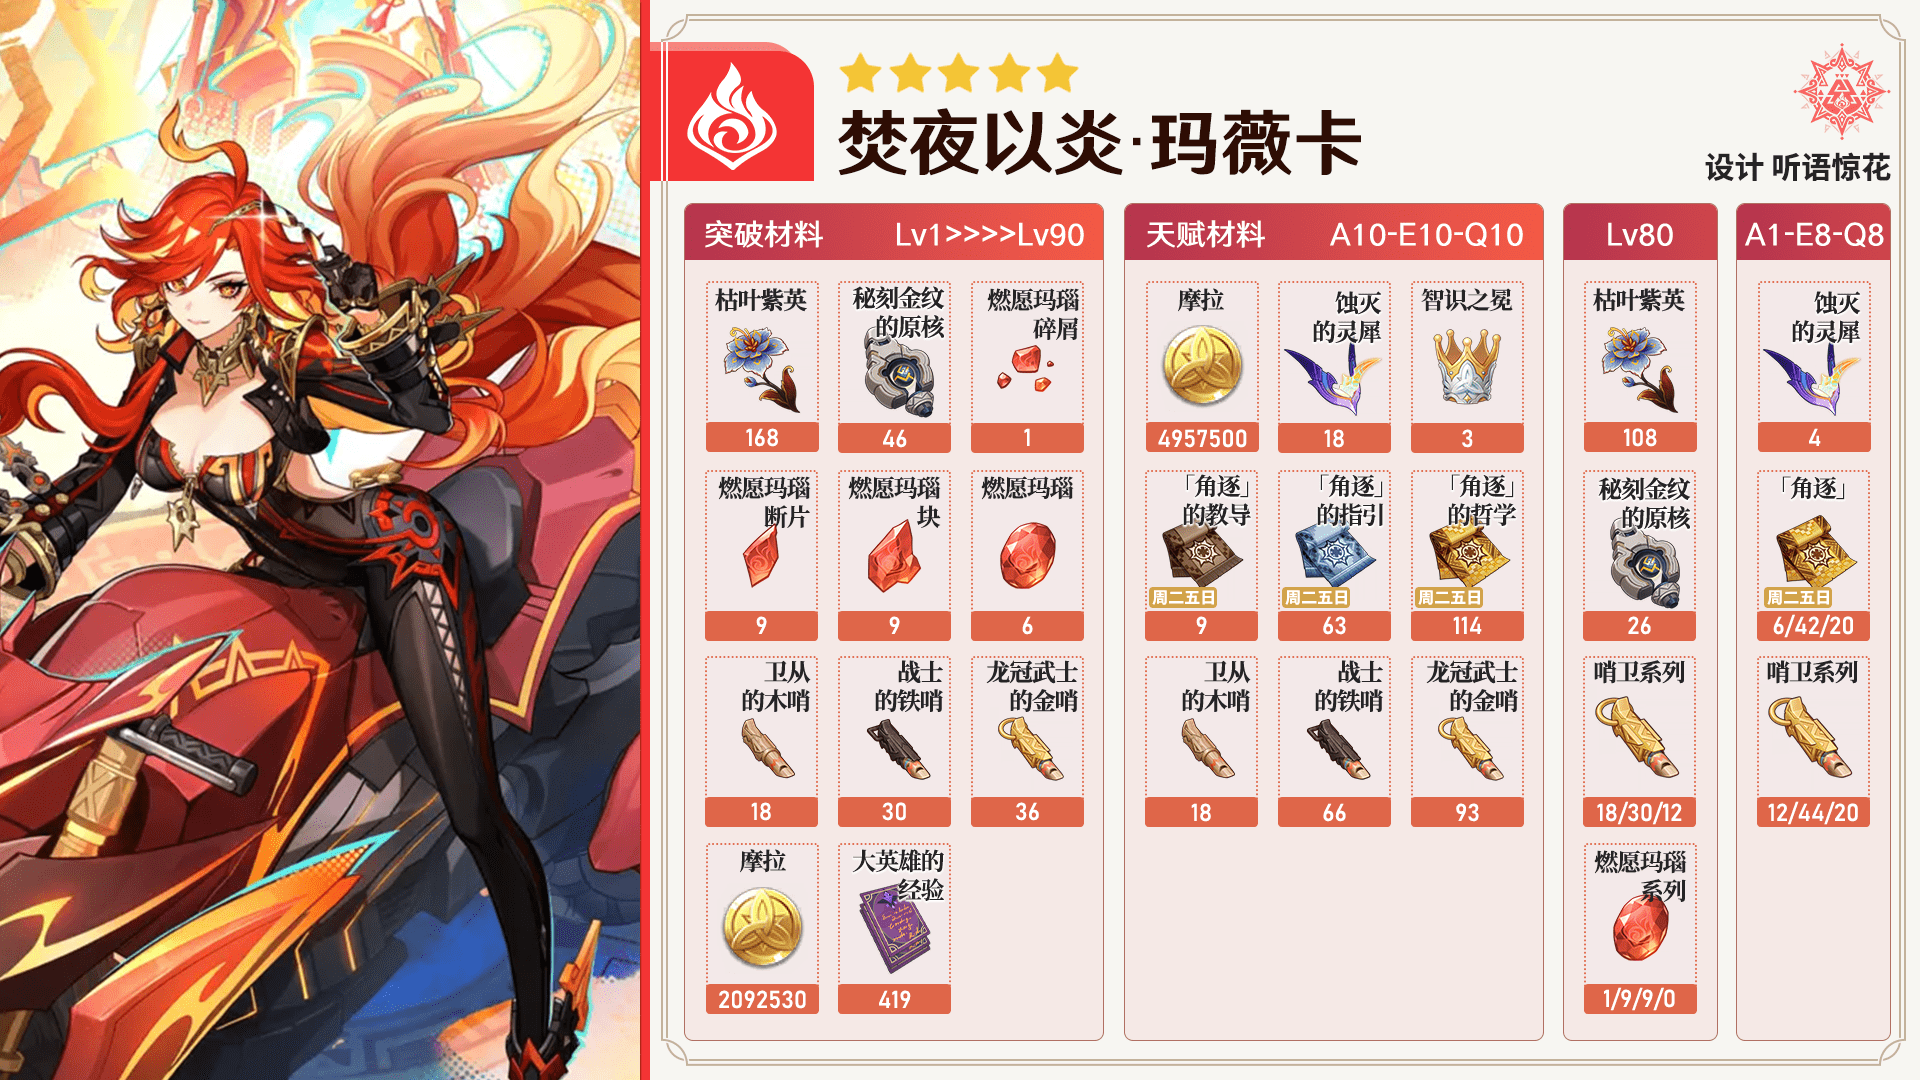 焚夜以炎·玛薇卡
设计 听语惊花
突破材料 Lv1>>>>Lv90
枯叶紫英
168
秘刻金纹
的原核
46
燃愿玛瑙
碎屑
1
燃愿玛瑙
断片
9
燃愿玛瑙
块
9
燃愿玛瑙
6
卫从
的木哨
18
战士
的铁哨
30
龙冠武士
的金哨
36
摩拉
2092530
大英雄的
经验
419
天赋材料 A10-E10-Q10
摩拉
4957500
蚀灭
的灵犀
18
智识之冕
3
「角逐」
的教导
周二五日
9
「角逐」
的指引
周二五日
63
「角逐」
的哲学
周二五日
114
卫从
的木哨
18
战士
的铁哨
66
龙冠武士
的金哨
93
Lv80
枯叶紫英
108
秘刻金纹
的原核
26
哨卫系列
18/30/12
燃愿玛瑙
系列
1/9/9/0
A1-E8-Q8
蚀灭
的灵犀
4
「角逐」
周二五日
6/42/20
哨卫系列
12/44/20